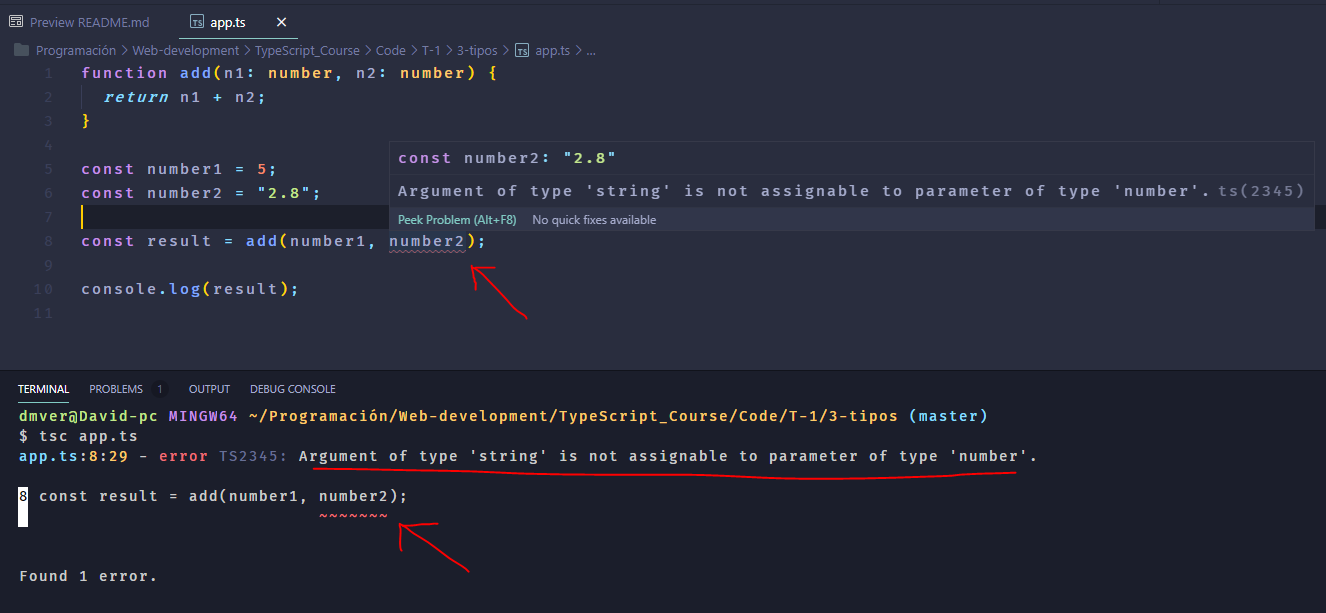 Preview README.md TS app.ts ×
Programación > Web-development > TypeScript_Course > Code > T-1 > 3-tipos > TS app.ts > ...
1 function add(n1: number, n2: number) {
2 return n1 + n2;
3 }
4
5 const number1 = 5;
6 const number2 = "2.8";
7
const number2: "2.8"
Argument of type 'string' is not assignable to parameter of type 'number'. ts(2345)
Peek Problem (Alt+F8) No quick fixes available
8 const result = add(number1, number2);
9
10 console.log(result);
11
TERMINAL PROBLEMS 1 OUTPUT DEBUG CONSOLE
dmver@David-pc MINGW64 ~/Programación/Web-development/TypeScript_Course/Code/T-1/3-tipos (master)
$ tsc app.ts
app.ts:8:29 - error TS2345: Argument of type 'string' is not assignable to parameter of type 'number'.
8 const result = add(number1, number2);
~~~~~~~
Found 1 error.